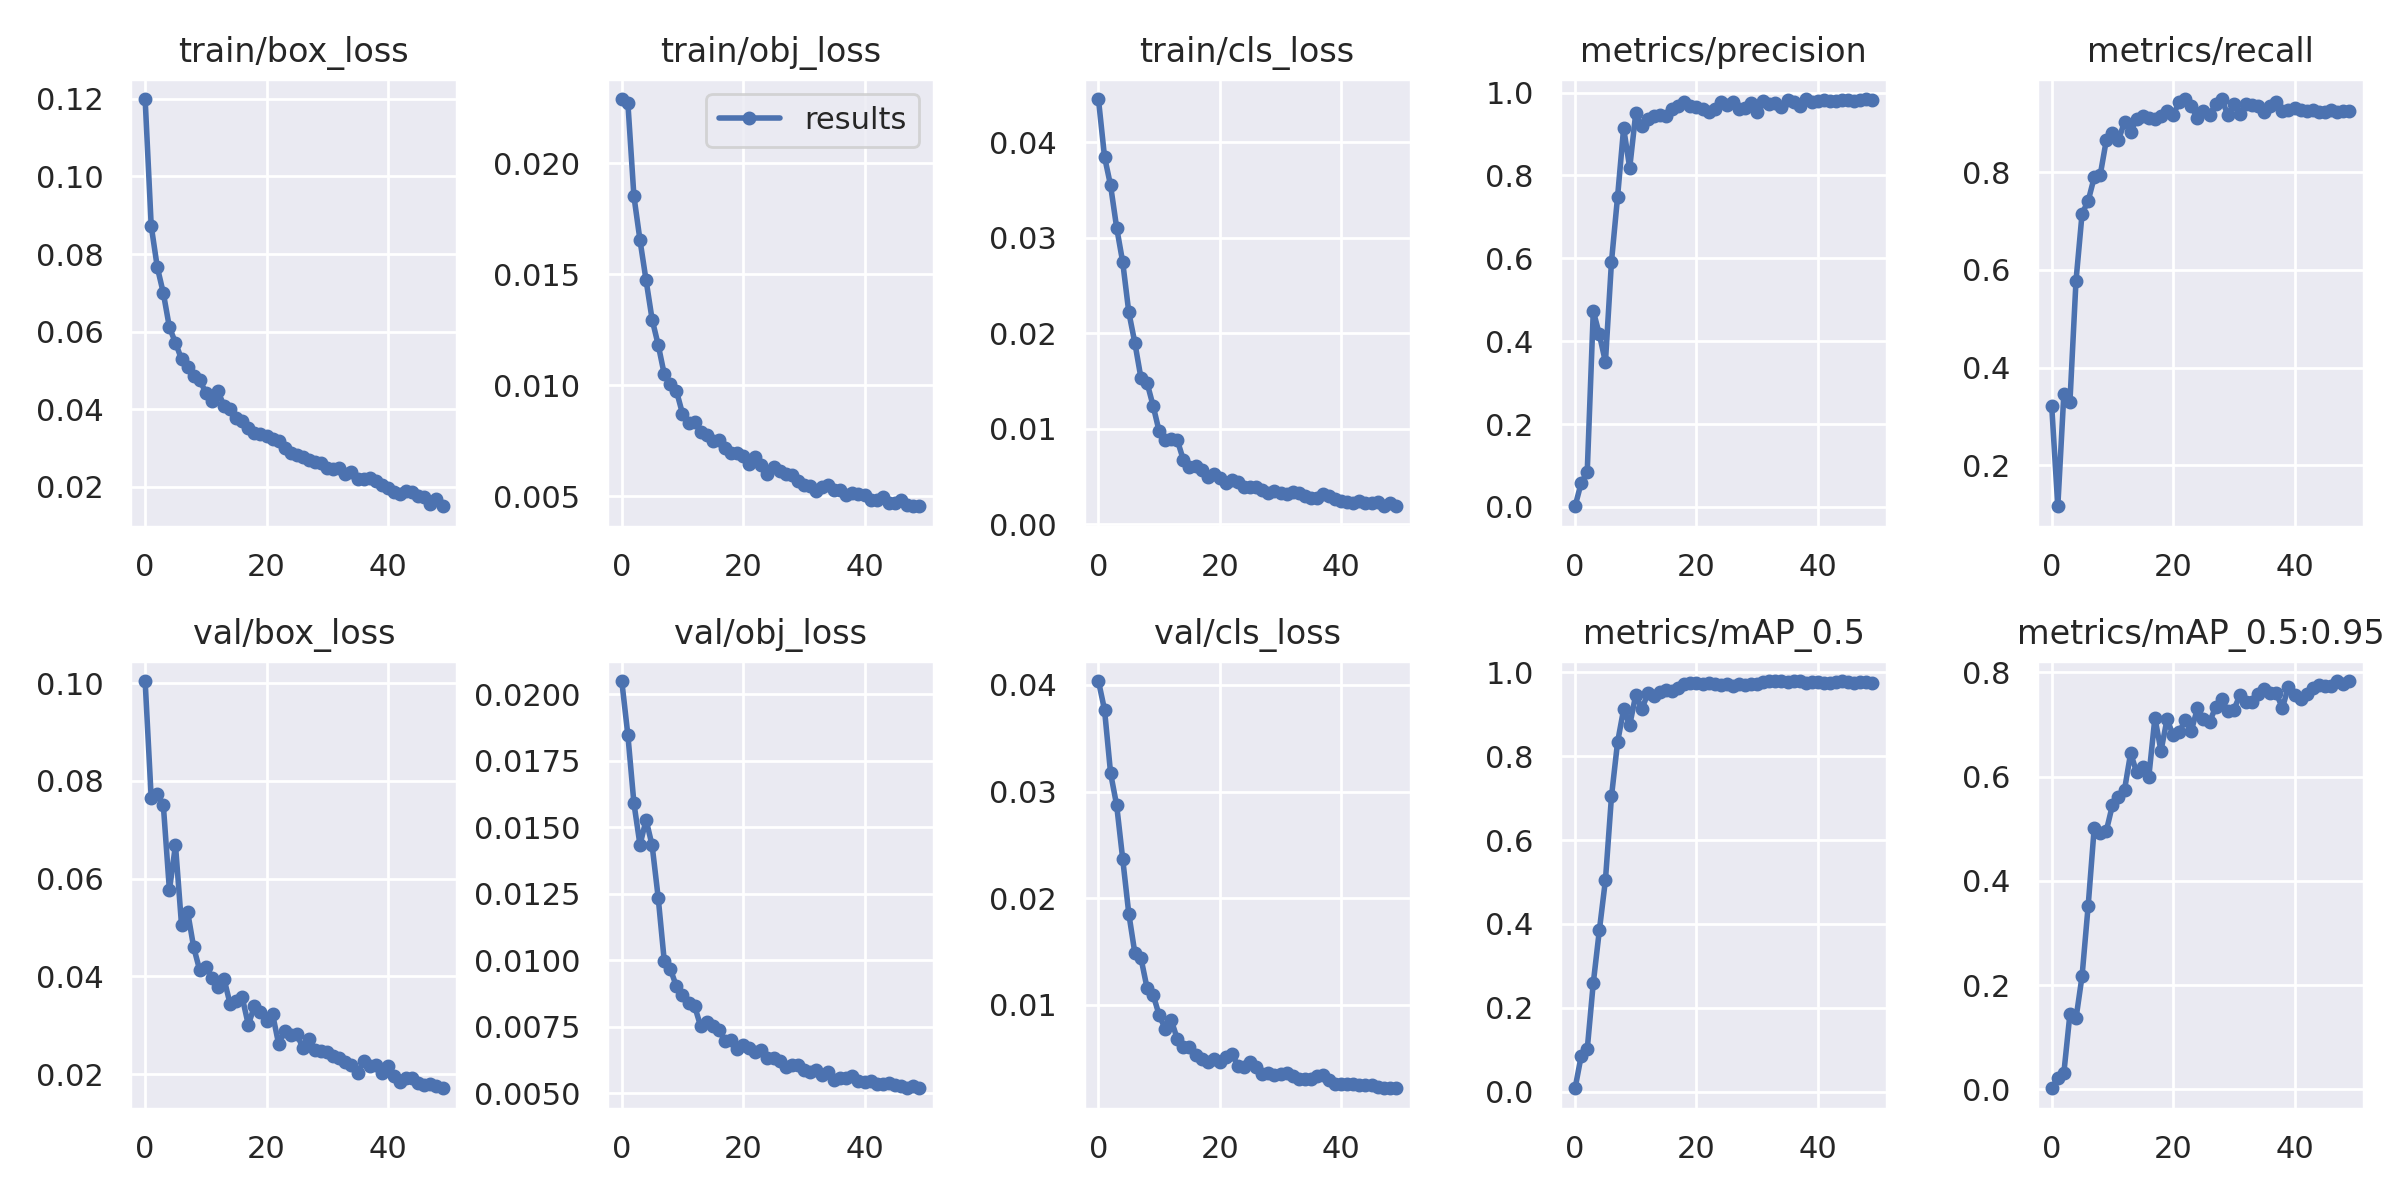 train/box_loss
0.12
0.10
0.08
0.06
0.04
0.02
0 20 40
train/obj_loss
results
0.020
0.015
0.010
0.005
0 20 40
train/cls_loss
0.04
0.03
0.02
0.01
0.00
0 20 40
metrics/precision
1.0
0.8
0.6
0.4
0.2
0.0
0 20 40
metrics/recall
0.8
0.6
0.4
0.2
0 20 40
val/box_loss
0.10
0.08
0.06
0.04
0.02
0 20 40
val/obj_loss
0.0200
0.0175
0.0150
0.0125
0.0100
0.0075
0.0050
0 20 40
val/cls_loss
0.04
0.03
0.02
0.01
0 20 40
metrics/mAP_0.5
1.0
0.8
0.6
0.4
0.2
0.0
0 20 40
metrics/mAP_0.5:0.95
0.8
0.6
0.4
0.2
0.0
0 20 40